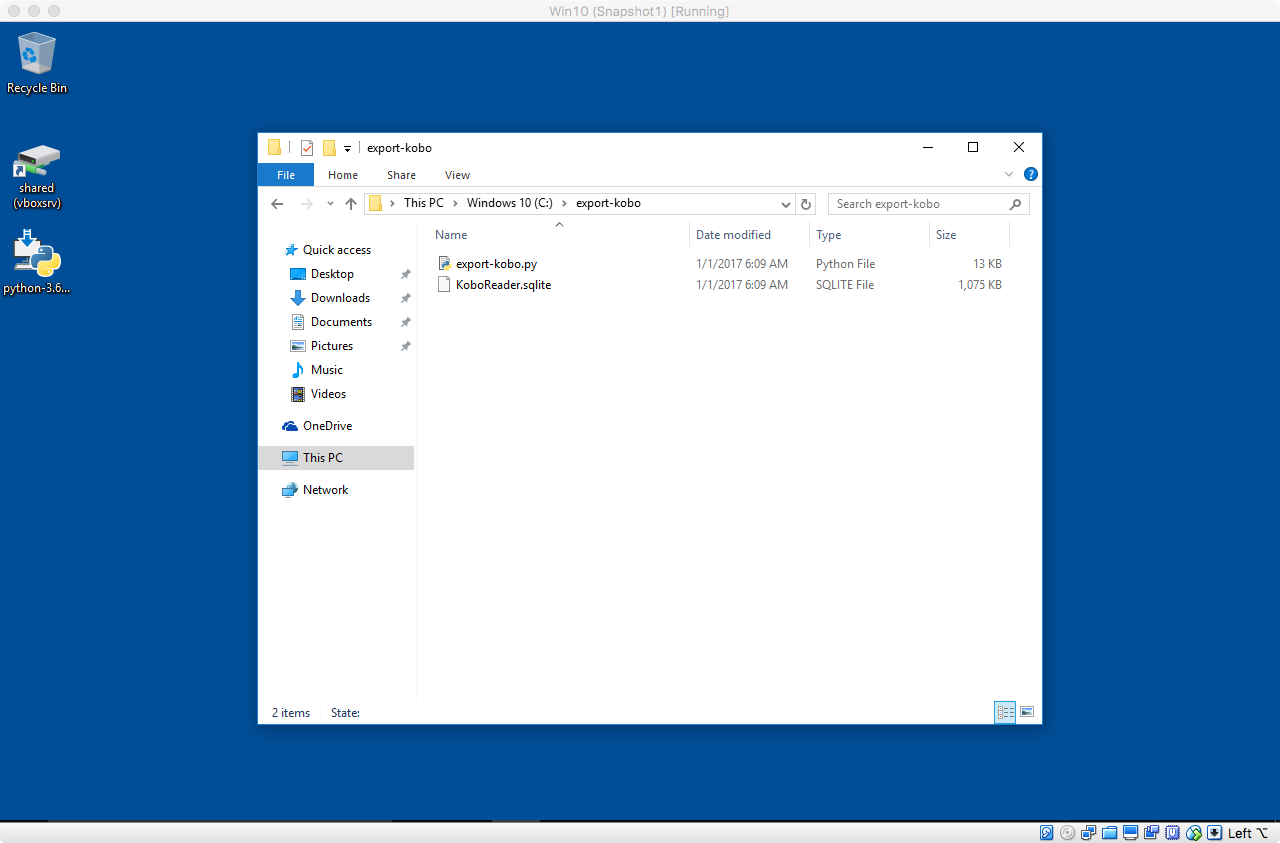 Win10 (Snapshot1) [Running]
Recycle Bin
shared
(vboxsrv)
python-3.6...
export-kobo
File Home Share View
This PC Windows 10 (C:) export-kobo
Search export-kobo
Name Date modified Type Size
export-kobo.py 1/1/2017 6:09 AM Python File 13 KB
KoboReader.sqlite 1/1/2017 6:09 AM SQLITE File 1,075 KB
Quick access
Desktop
Downloads
Documents
Pictures
Music
Videos
OneDrive
This PC
Network
2 items State:
Left ⌥